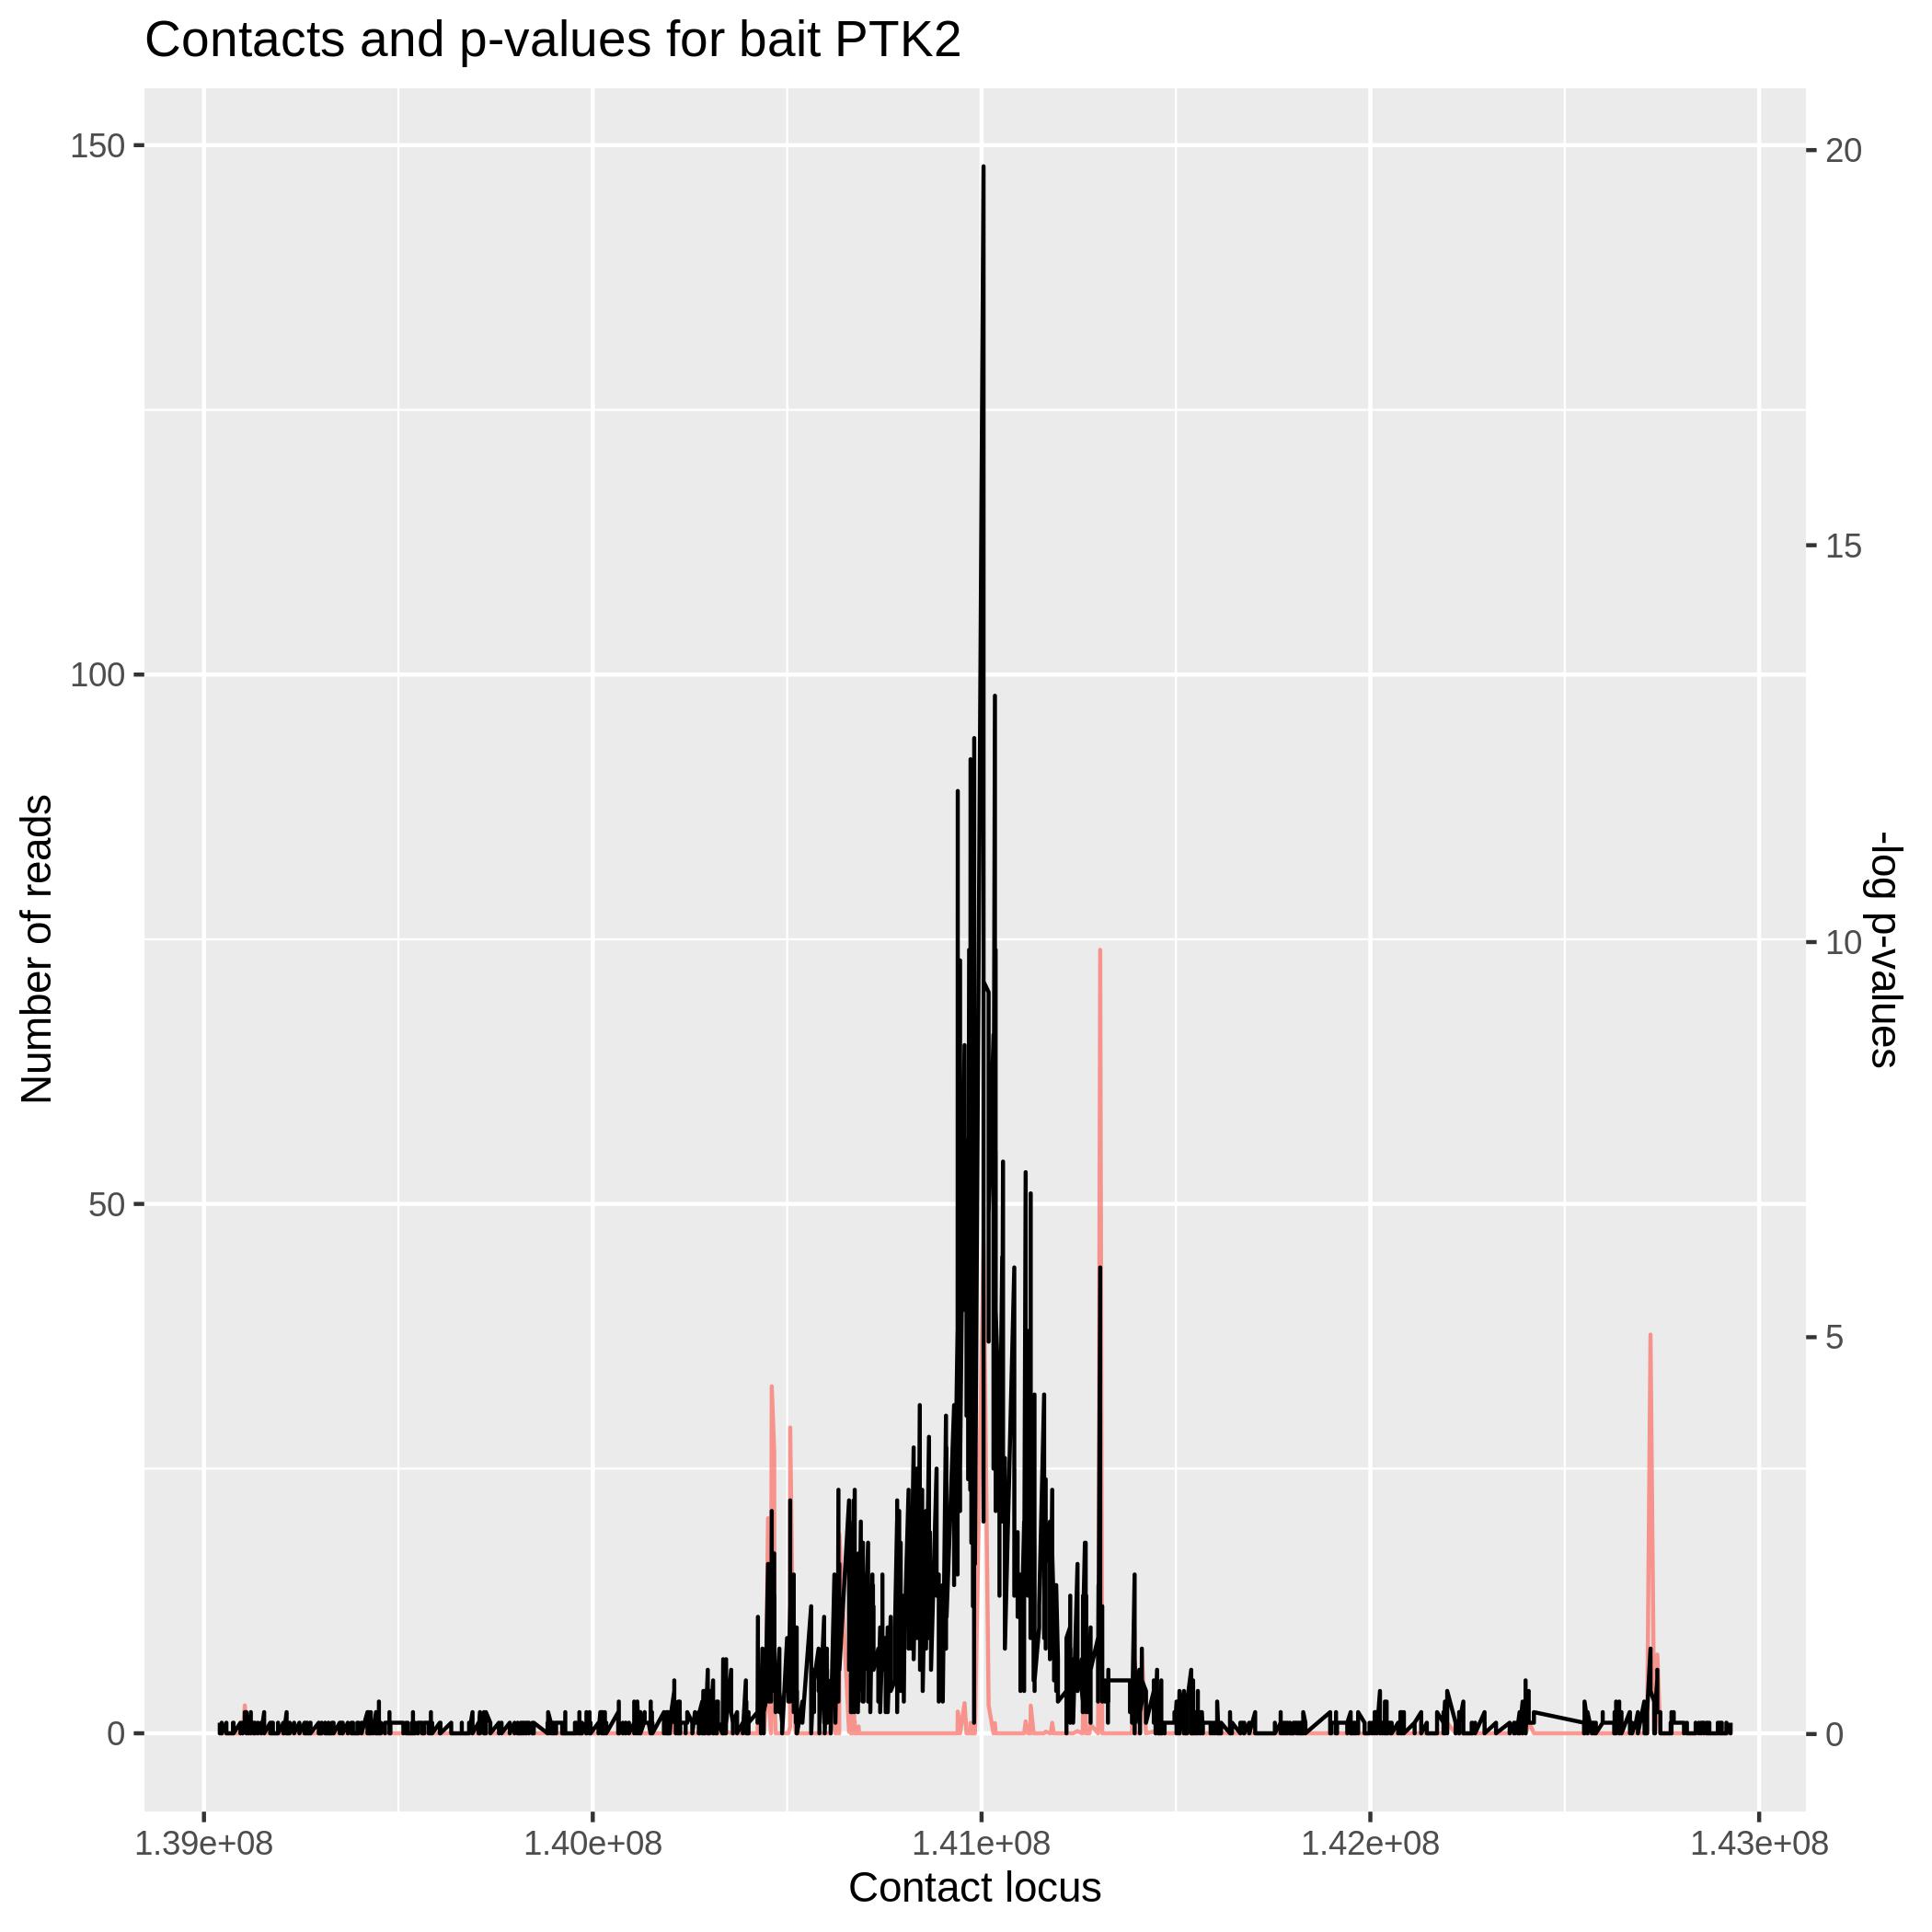 Contacts and p-values for bait PTK2
150
100
50
0
Number of reads
20
15
10
5
0
-log p-values
1.39e+08
1.40e+08
1.41e+08
1.42e+08
1.43e+08
Contact locus